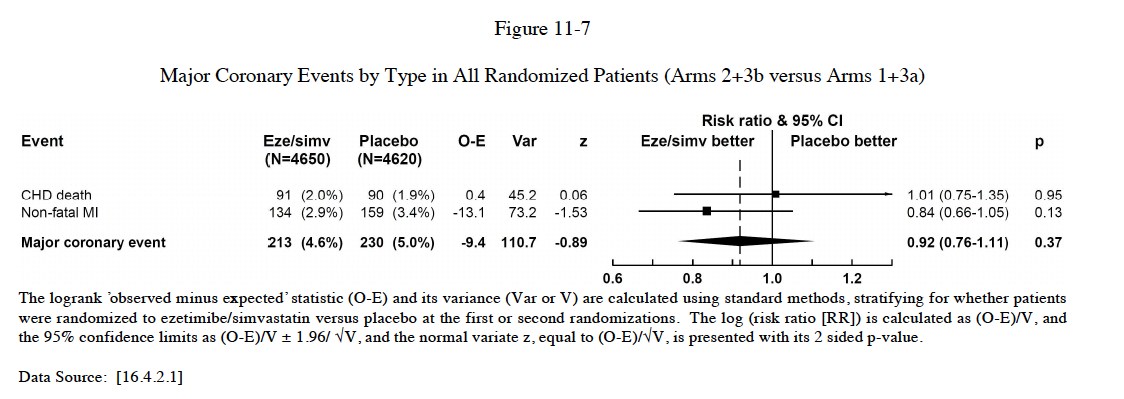 Figure 11-7
Major Coronary Events by Type in All Randomized Patients (Arms 2+3b versus Arms 1+3a)
Risk ratio & 95% CI
Event Eze/simv Placebo O-E Var z Eze/simv better Placebo better p
(N=4650) (N=4620)
CHD death 91 (2.0%) 90 (1.9%) 0.4 45.2 0.06 1.01 (0.75-1.35) 0.95
Non-fatal MI 134 (2.9%) 159 (3.4%) -13.1 73.2 -1.53 0.84 (0.66-1.05) 0.13
Major coronary event 213 (4.6%) 230 (5.0%) -9.4 110.7 -0.89 0.92 (0.76-1.11) 0.37
0.6 0.8 1.0 1.2
The logrank 'observed minus expected' statistic (O-E) and its variance (Var or V) are calculated using standard methods, stratifying for whether patients
were randomized to ezetimibe/simvastatin versus placebo at the first or second randomizations. The log (risk ratio [RR]) is calculated as (O-E)/V, and
the 95% confidence limits as (O-E)/V ± 1.96/ √V, and the normal variate z, equal to (O-E)/√V, is presented with its 2 sided p-value.
Data Source: [16.4.2.1]